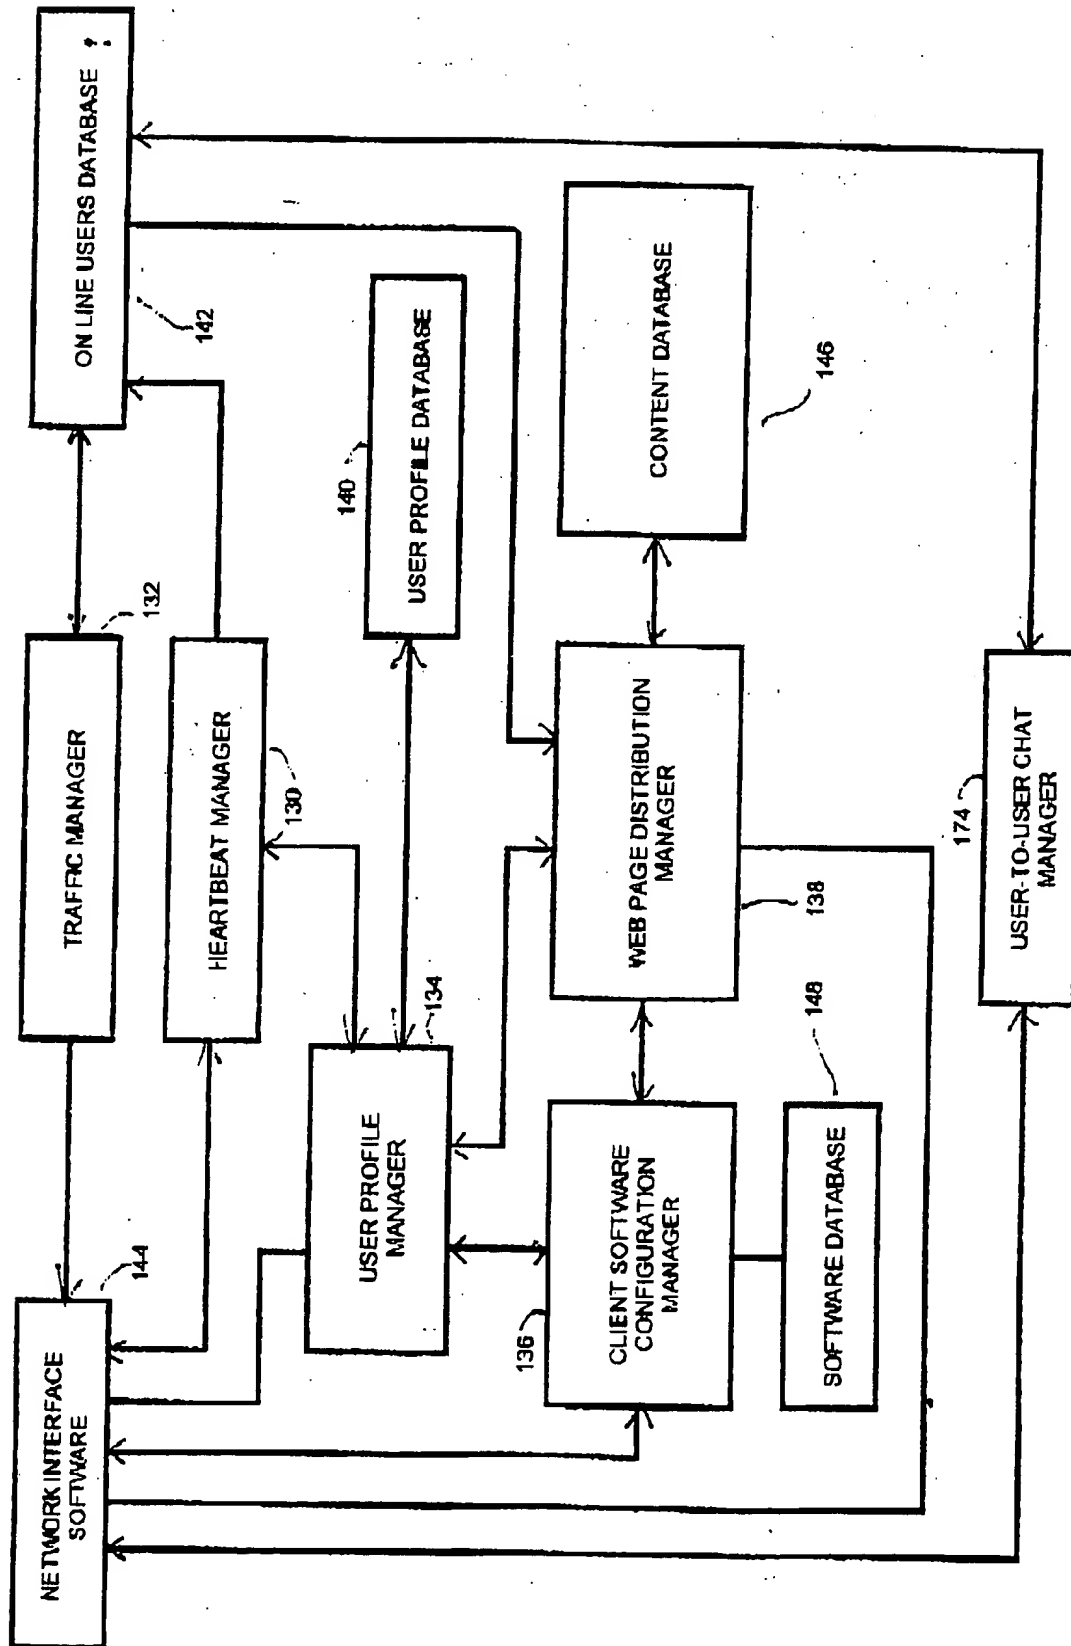 NETWORK INTERFACE
SOFTWARE
144
TRAFFIC MANAGER
132
ON LINE USERS DATABASE
142
HEARTBEAT MANAGER
130
USER PROFILE
MANAGER
134
140
USER PROFILE DATABASE
CLIENT SOFTWARE
CONFIGURATION
MANAGER
136
WEB PAGE DISTRIBUTION
MANAGER
138
CONTENT DATABASE
146
SOFTWARE DATABASE
148
174
USER-TO-USER CHAT
MANAGER